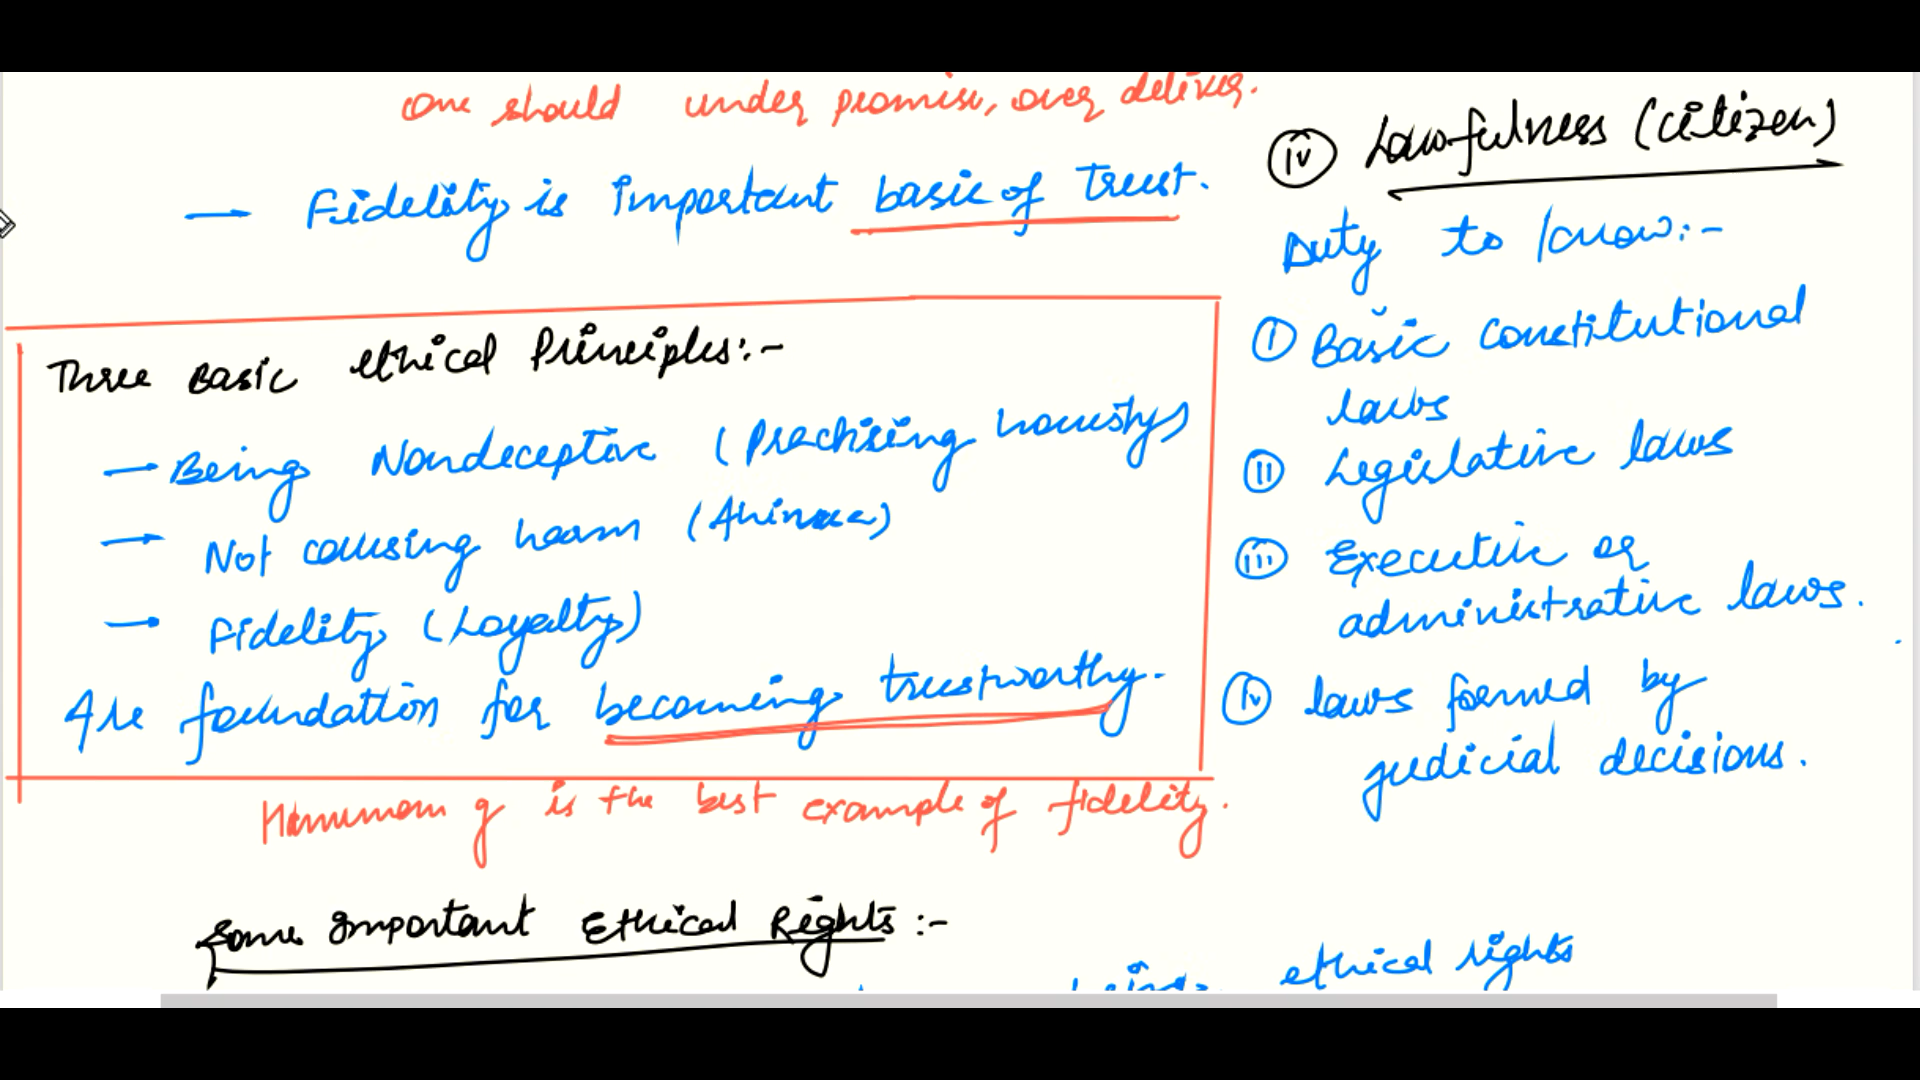 one should under promise, over deliver.
→ Fidelity is important basic of trust.
Three Basic ethical Principles:-
→ Being Nondeceptive (Practising honesty)
→ Not causing harm (Ahinsa)
→ Fidelity (Loyalty)
Are foundation for becoming trustworthy.
Hanuman g is the best example of fidelity.
Some Important Ethical Rights:-
ethical rights
(iv) Lawfulness (citizen)
Duty to know:-
(i) Basic constitutional
laws
(ii) Legislative laws
(iii) Executive or
administrative laws.
(iv) laws formed by
judicial decisions.